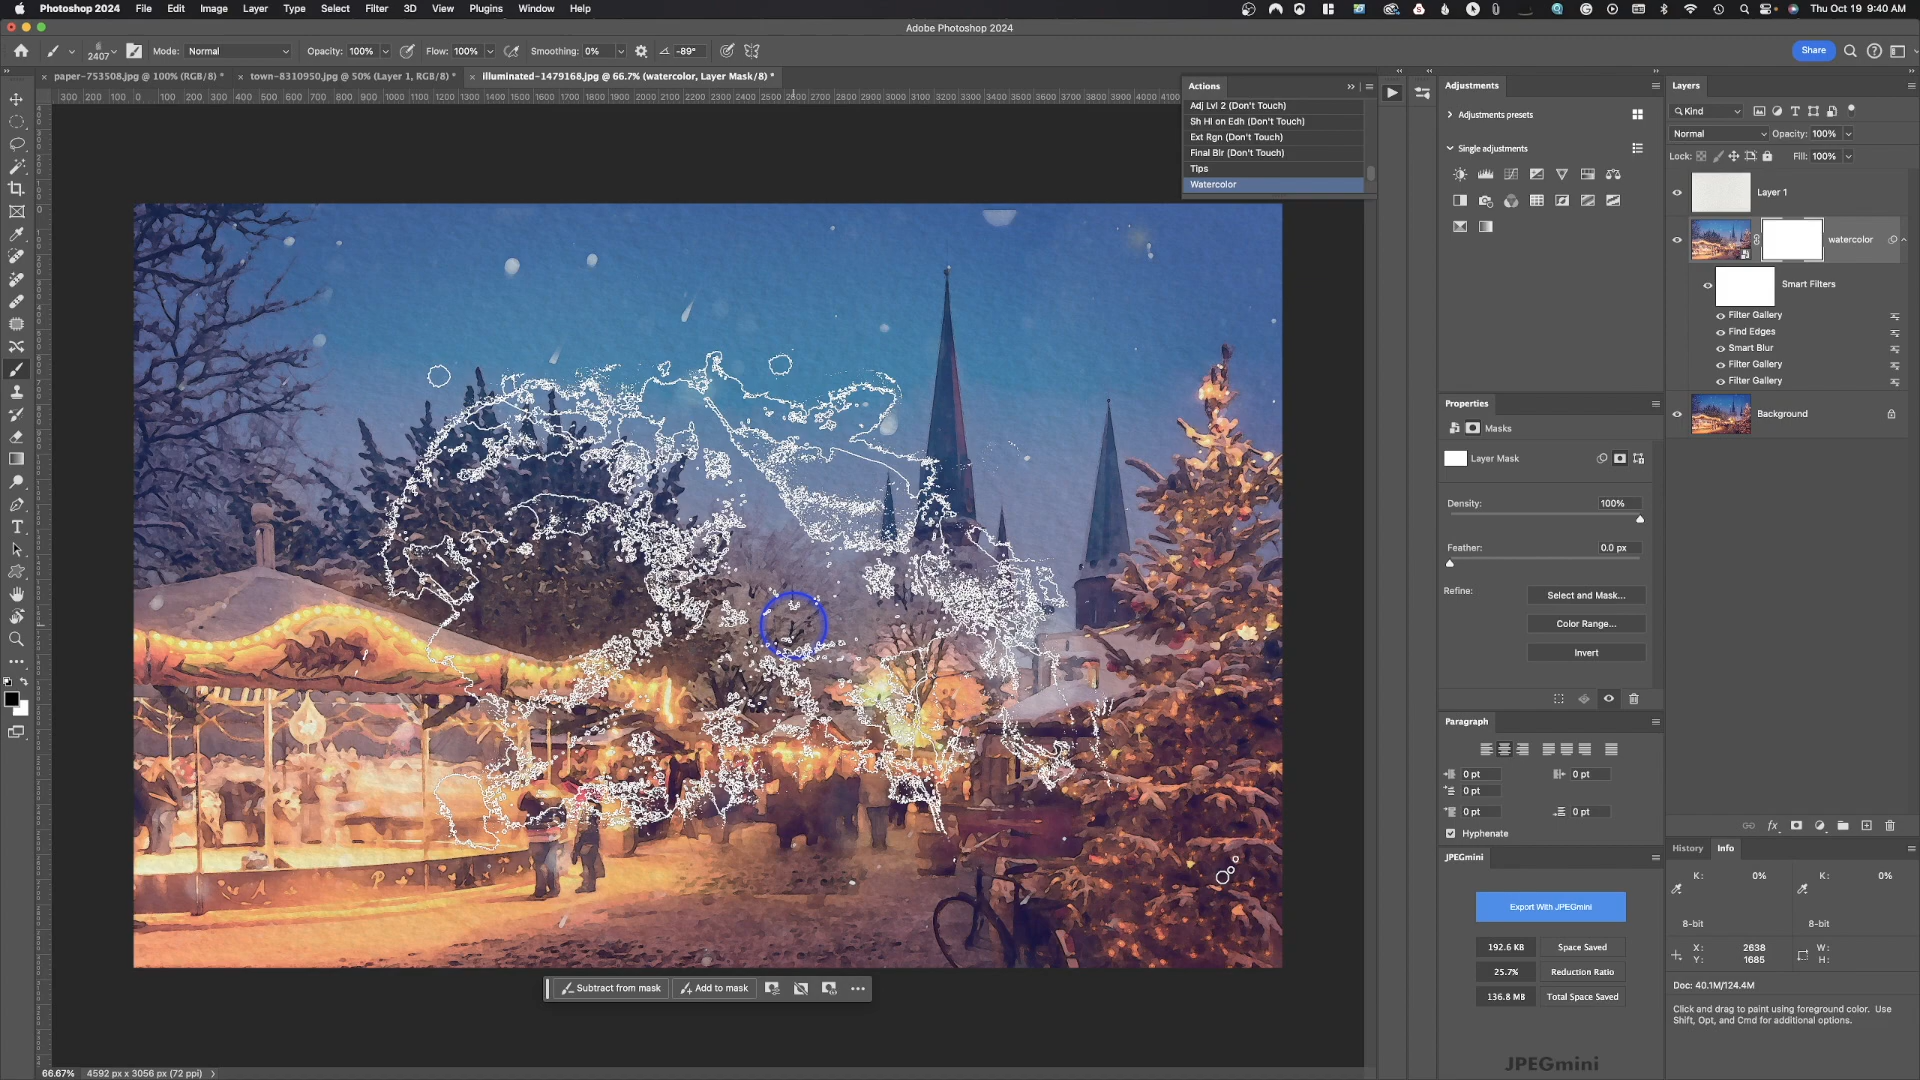 Photoshop 2024 File Edit Image Layer Type Select Filter 3D View Plugins Window Help Thu Oct 19 9:40 AM
Adobe Photoshop 2024
2407 Mode: Normal Opacity: 100% Flow: 100% Smoothing: 0% -89° Share
paper-753508.jpg @ 100% (RGB/8) * town-8310950.jpg @ 50% (Layer 1, RGB/8) * illuminated-1479168.jpg @ 66.7% (watercolor, Layer Mask/8) *
Actions
Adj Lvl 2 (Don't Touch)
Sh Hl on Edh (Don't Touch)
Ext Rgn (Don't Touch)
Final Blr (Don't Touch)
Tips
Watercolor
Adjustments
Adjustments presets
Single adjustments
Properties
Masks
Layer Mask
Density: 100%
Feather: 0.0 px
Refine: Select and Mask...
Color Range...
Invert
Paragraph
0 pt 0 pt
0 pt
0 pt 0 pt
Hyphenate
JPEGmini
Export With JPEGmini
192.6 KB Space Saved
25.7% Reduction Ratio
136.8 MB Total Space Saved
JPEGmini
Layers
Kind
Normal Opacity: 100%
Lock: Fill: 100%
Layer 1
watercolor
Smart Filters
Filter Gallery
Find Edges
Smart Blur
Filter Gallery
Filter Gallery
Background
fx
History Info
K: 0% K: 0%
8-bit 8-bit
X: 2638 W:
Y: 1685 H:
Doc: 40.1M/124.4M
Click and drag to paint using foreground color. Use
Shift, Opt, and Cmd for additional options.
Subtract from mask Add to mask
66.67% 4592 px x 3056 px (72 ppi)